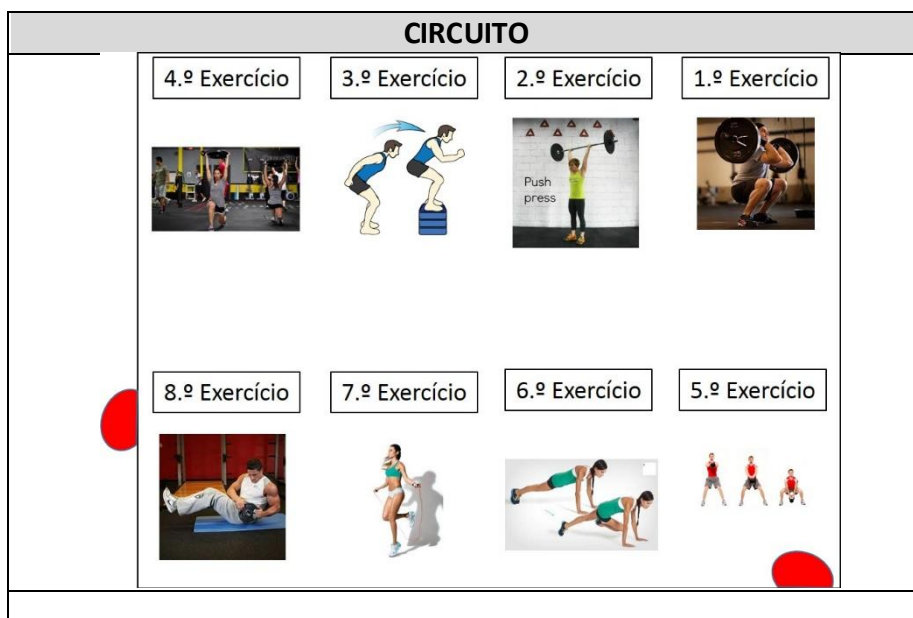 CIRCUITO
4.º Exercício
3.º Exercício
2.º Exercício
1.º Exercício
Push
press
8.º Exercício
7.º Exercício
6.º Exercício
5.º Exercício